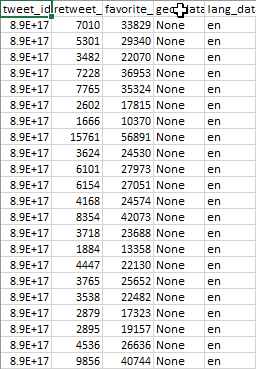 tweet_id retweet_ favorite_ geo_data lang_dat
8.9E+17 7010 33829 None en
8.9E+17 5301 29340 None en
8.9E+17 3482 22070 None en
8.9E+17 7228 36953 None en
8.9E+17 7765 35324 None en
8.9E+17 2602 17815 None en
8.9E+17 1666 10370 None en
8.9E+17 15761 56891 None en
8.9E+17 3624 24530 None en
8.9E+17 6101 27973 None en
8.9E+17 6154 27051 None en
8.9E+17 4168 24574 None en
8.9E+17 8354 42073 None en
8.9E+17 3718 23688 None en
8.9E+17 1884 13358 None en
8.9E+17 4447 22130 None en
8.9E+17 3765 25652 None en
8.9E+17 3538 22482 None en
8.9E+17 2879 17323 None en
8.9E+17 2895 19157 None en
8.9E+17 4536 26636 None en
8.9E+17 9856 40744 None en